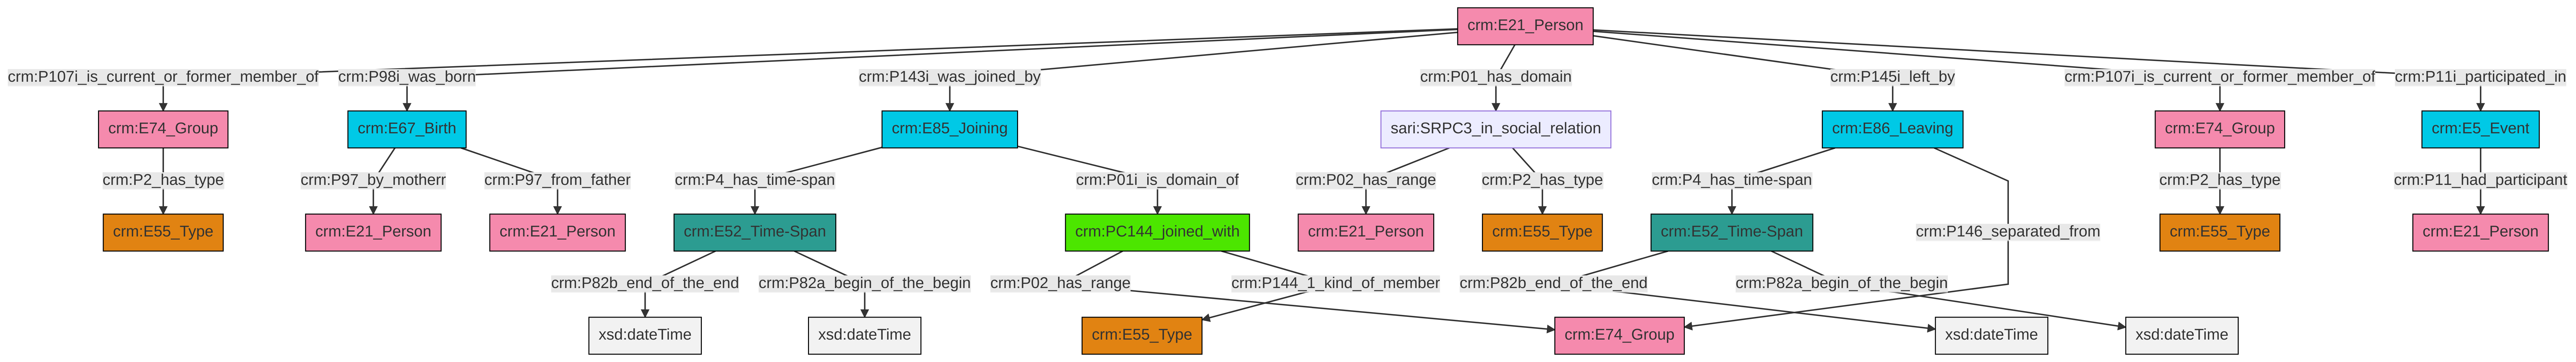 crm:E21_Person
crm:P107i_is_current_or_former_member_of
crm:P98i_was_born
crm:P143i_was_joined_by
crm:P01_has_domain
crm:P145i_left_by
crm:P107i_is_current_or_former_member_of
crm:P11i_participated_in
crm:E74_Group
crm:E67_Birth
crm:E85_Joining
sari:SRPC3_in_social_relation
crm:E86_Leaving
crm:E74_Group
crm:E5_Event
crm:P2_has_type
crm:P97_by_motherr
crm:P97_from_father
crm:P4_has_time-span
crm:P01i_is_domain_of
crm:P02_has_range
crm:P2_has_type
crm:P4_has_time-span
crm:P2_has_type
crm:P11_had_participant
crm:E55_Type
crm:E21_Person
crm:E21_Person
crm:E52_Time-Span
crm:PC144_joined_with
crm:E21_Person
crm:E55_Type
crm:E52_Time-Span
crm:P146_separated_from
crm:E55_Type
crm:E21_Person
crm:P82b_end_of_the_end
crm:P82a_begin_of_the_begin
crm:P02_has_range
crm:P144_1_kind_of_member
crm:P82b_end_of_the_end
crm:P82a_begin_of_the_begin
xsd:dateTime
xsd:dateTime
crm:E55_Type
crm:E74_Group
xsd:dateTime
xsd:dateTime